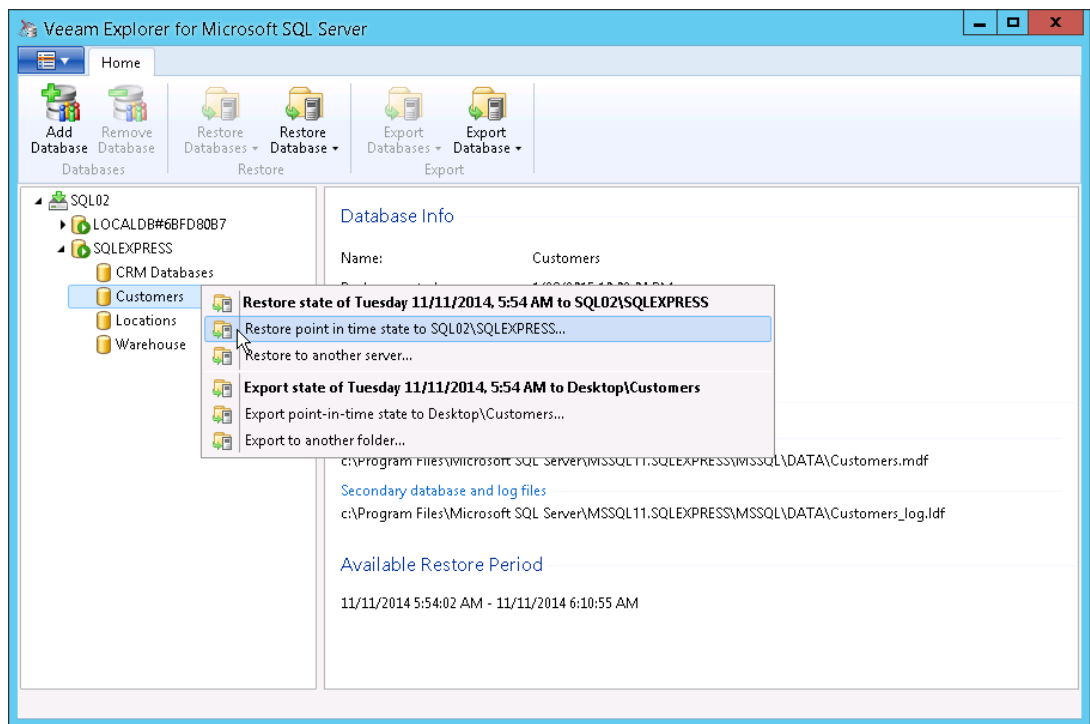 Veeam Explorer for Microsoft SQL Server
Home
Add Database
Remove Database
Restore Databases
Restore Database
Export Databases
Export Database
Databases
Restore
Export
SQL02
LOCALDB#6BFD80B7
SQLEXPRESS
CRM Databases
Customers
Locations
Warehouse
Database Info
Name: Customers
Restore state of Tuesday 11/11/2014, 5:54 AM to SQL02\SQLEXPRESS
Restore point in time state to SQL02\SQLEXPRESS...
Restore to another server...
Export state of Tuesday 11/11/2014, 5:54 AM to Desktop\Customers
Export point-in-time state to Desktop\Customers...
Export to another folder...
c:\Program Files\Microsoft SQL Server\MSSQL11.SQLEXPRESS\MSSQL\DATA\Customers.mdf
Secondary database and log files
c:\Program Files\Microsoft SQL Server\MSSQL11.SQLEXPRESS\MSSQL\DATA\Customers_log.ldf
Available Restore Period
11/11/2014 5:54:02 AM - 11/11/2014 6:10:55 AM